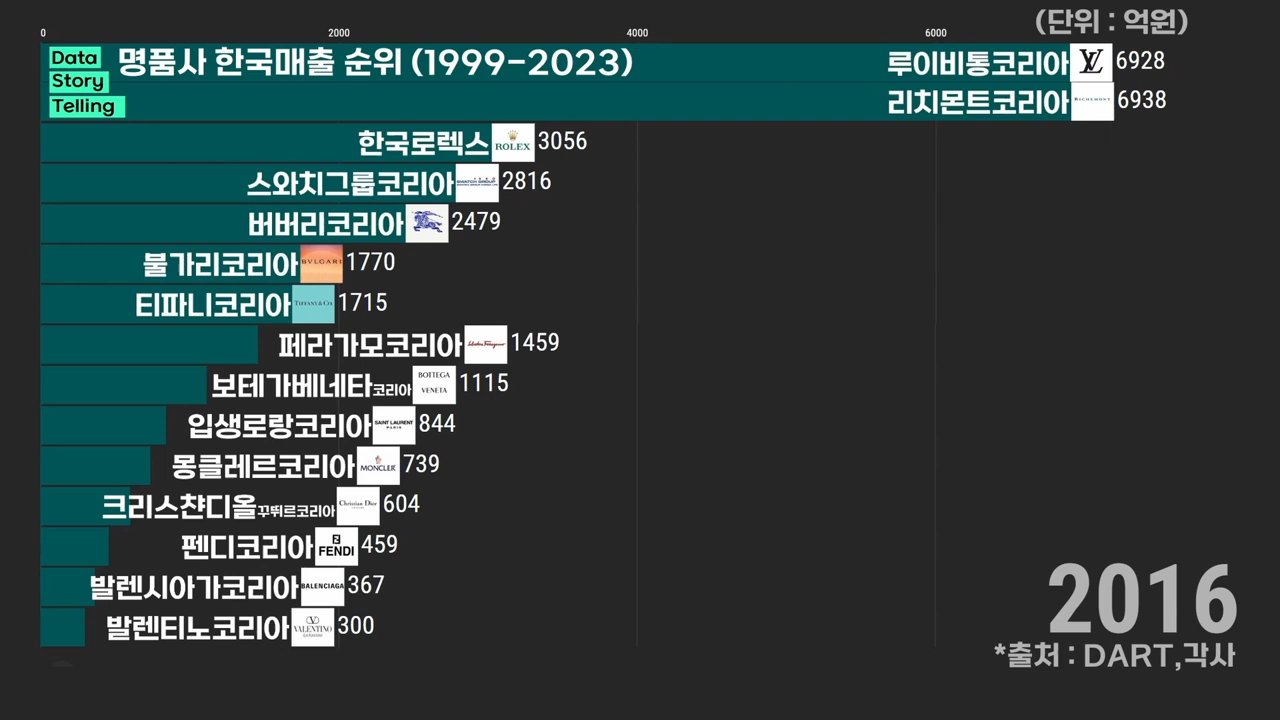 (단위 : 억원)
0 2000 4000 6000
Data
Story
Telling
명품사 한국매출 순위 (1999-2023)
루이비통코리아 LV 6928
리치몬트코리아 RICHEMONT 6938
한국로렉스 ROLEX 3056
스와치그룹코리아 SWATCH GROUP 2816
버버리코리아 2479
불가리코리아 BVLGARI 1770
티파니코리아 TIFFANY & CO. 1715
페라가모코리아 Salvatore Ferragamo 1459
보테가베네타코리아 BOTTEGA VENETA 1115
입생로랑코리아 SAINT LAURENT PARIS 844
몽클레르코리아 MONCLER 739
크리스챤디올꾸뛰르코리아 Christian Dior 604
펜디코리아 FENDI 459
발렌시아가코리아 BALENCIAGA 367
발렌티노코리아 VALENTINO 300
2016
*출처 : DART,각사